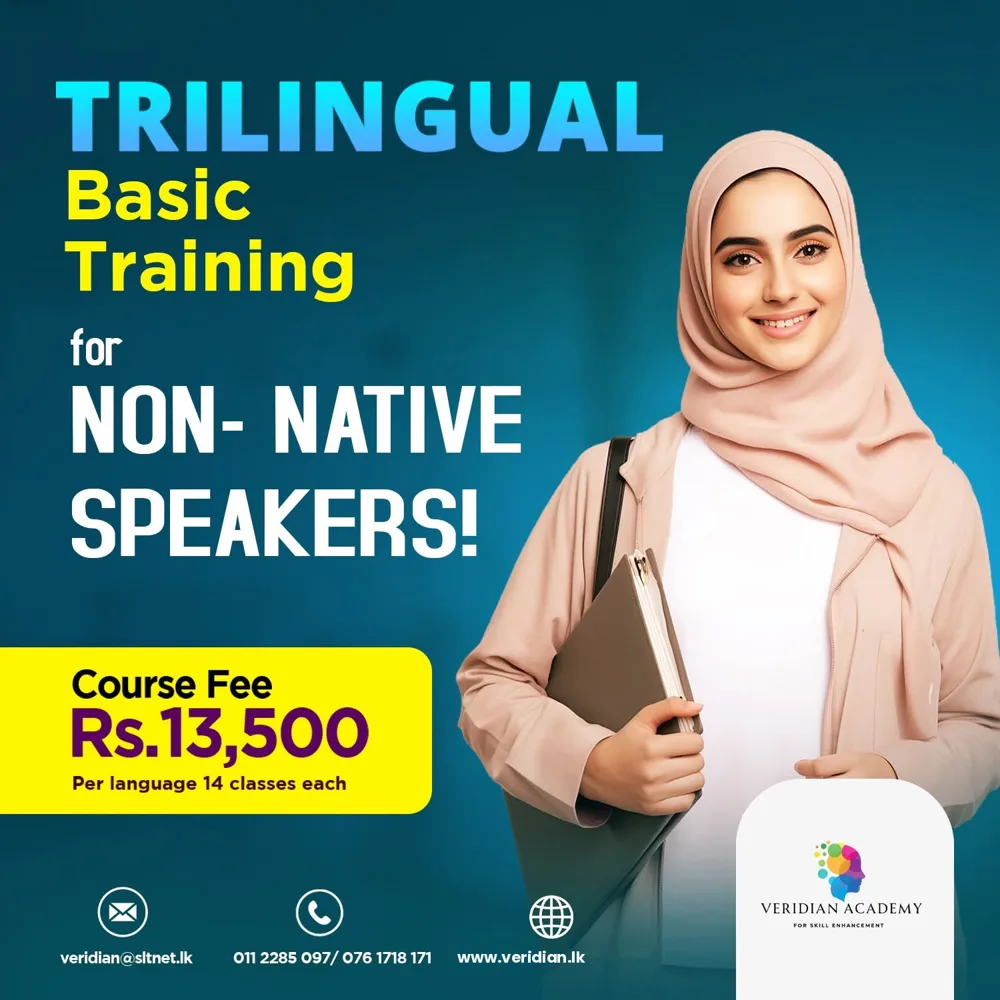 TRILINGUAL
Basic
Training
for
NON- NATIVE
SPEAKERS!
Course Fee
Rs.13,500
Per language 14 classes each
veridian@sltnet.lk
011 2285 097/ 076 1718 171
www.veridian.lk
VERIDIAN ACADEMY
FOR SKILL ENHANCEMENT